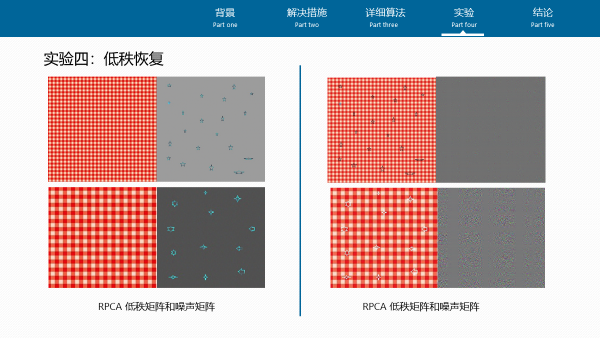 背景
Part one
解决措施
Part two
详细算法
Part three
实验
Part four
结论
Part five
实验四：低秩恢复
RPCA 低秩矩阵和噪声矩阵
RPCA 低秩矩阵和噪声矩阵